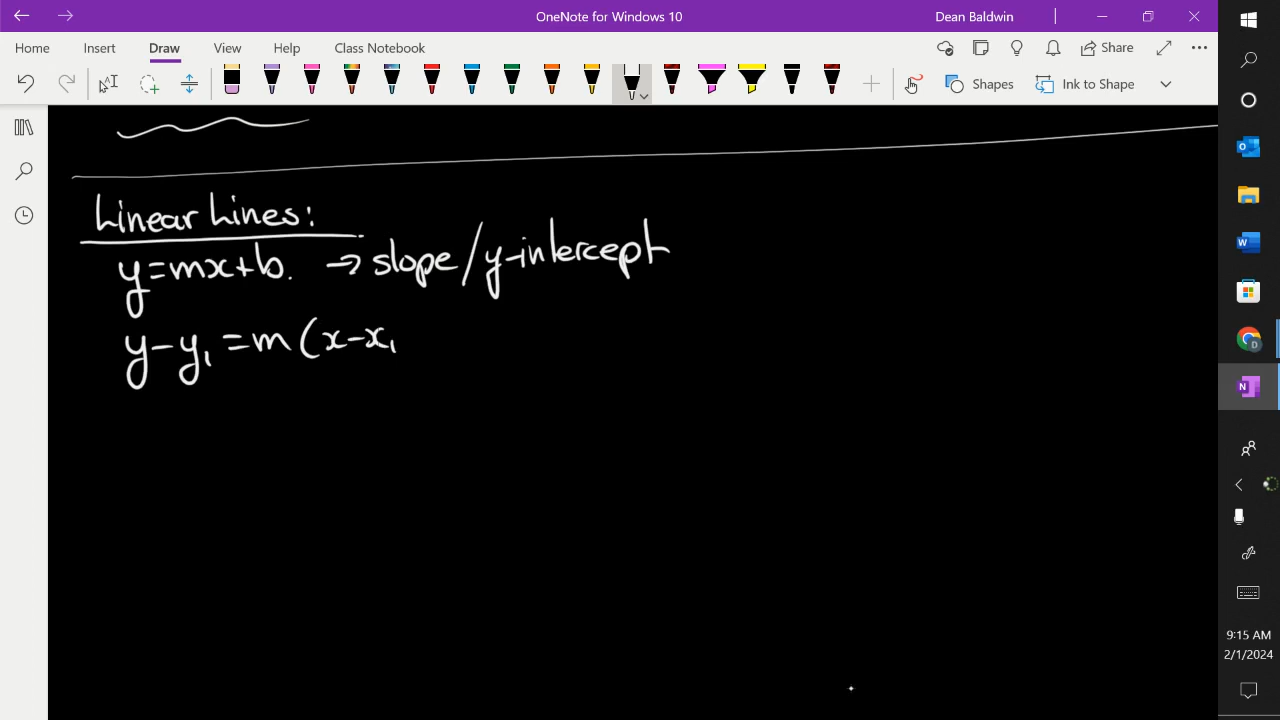 OneNote for Windows 10
Dean Baldwin
Home Insert Draw View Help Class Notebook
Share
Shapes
Ink to Shape
Linear Lines:
y=mx+b. → slope/y-intercept
y-y₁=m(x-x₁
9:15 AM
2/1/2024